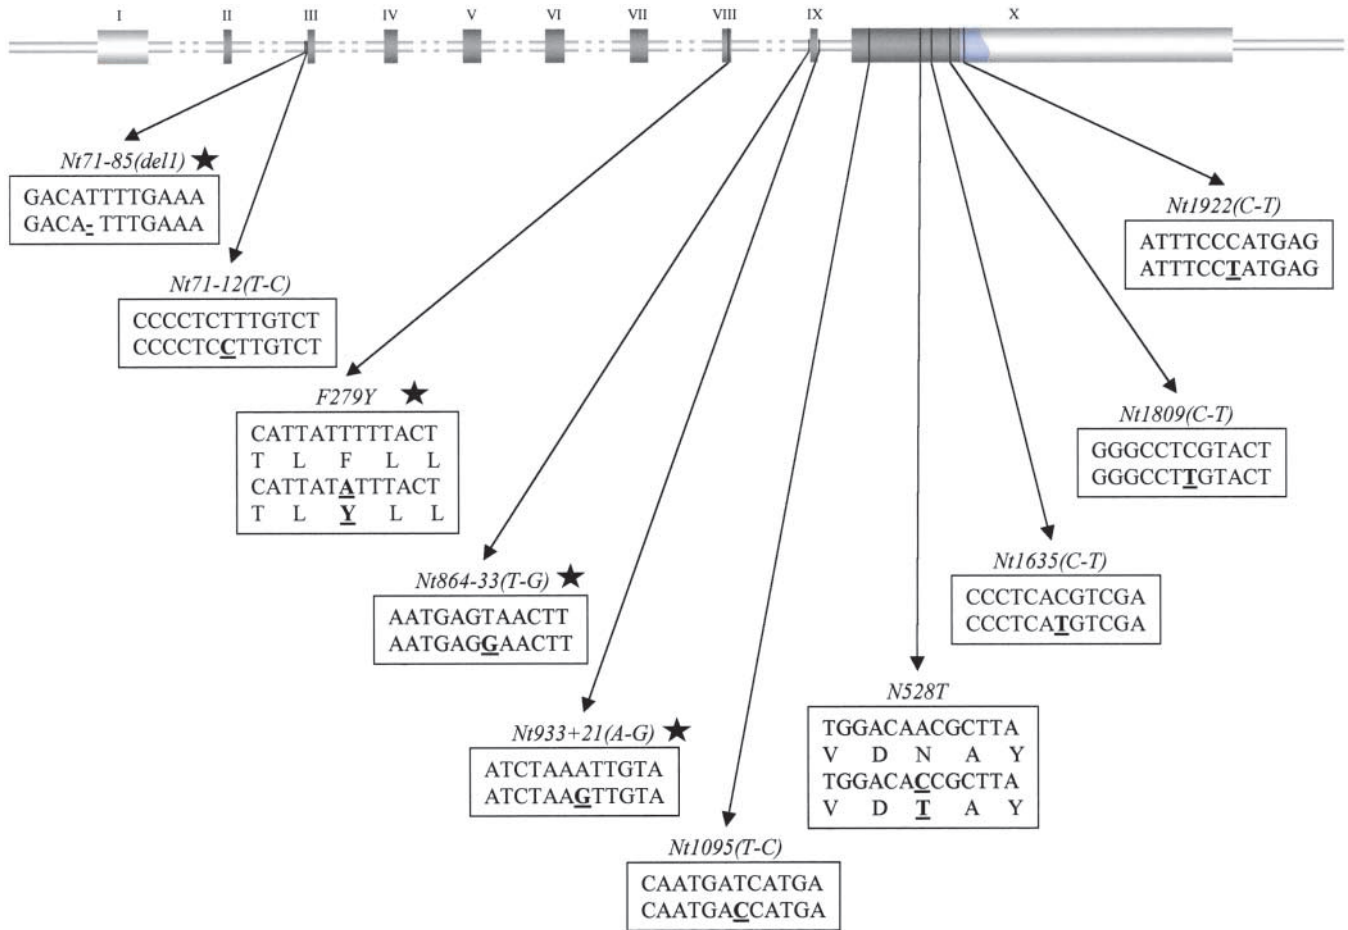 I II III IV V VI VII VIII IX X
Nt71-85(del1) ★
GACATTTTGAAA
GACA- TTTGAAA
Nt71-12(T-C)
CCCCTCTTTGTCT
CCCCTCCTTGTCT
F279Y ★
CATTATTTTTACT
T L F L L
CATTATATTTACT
T L Y L L
Nt864-33(T-G) ★
AATGAGTAACTT
AATGAGGAACTT
Nt933+21(A-G) ★
ATCTAAATTGTA
ATCTAAGTTGTA
Nt1095(T-C)
CAATGATCATGA
CAATGACCATGA
N528T
TGGACAACGCTTA
V D N A Y
TGGACACCGCTTA
V D T A Y
Nt1635(C-T)
CCCTCACGTCGA
CCCTCATGTCGA
Nt1809(C-T)
GGGCCTCGTACT
GGGCCTTGTACT
Nt1922(C-T)
ATTTCCCATGAG
ATTTCCTATGAG